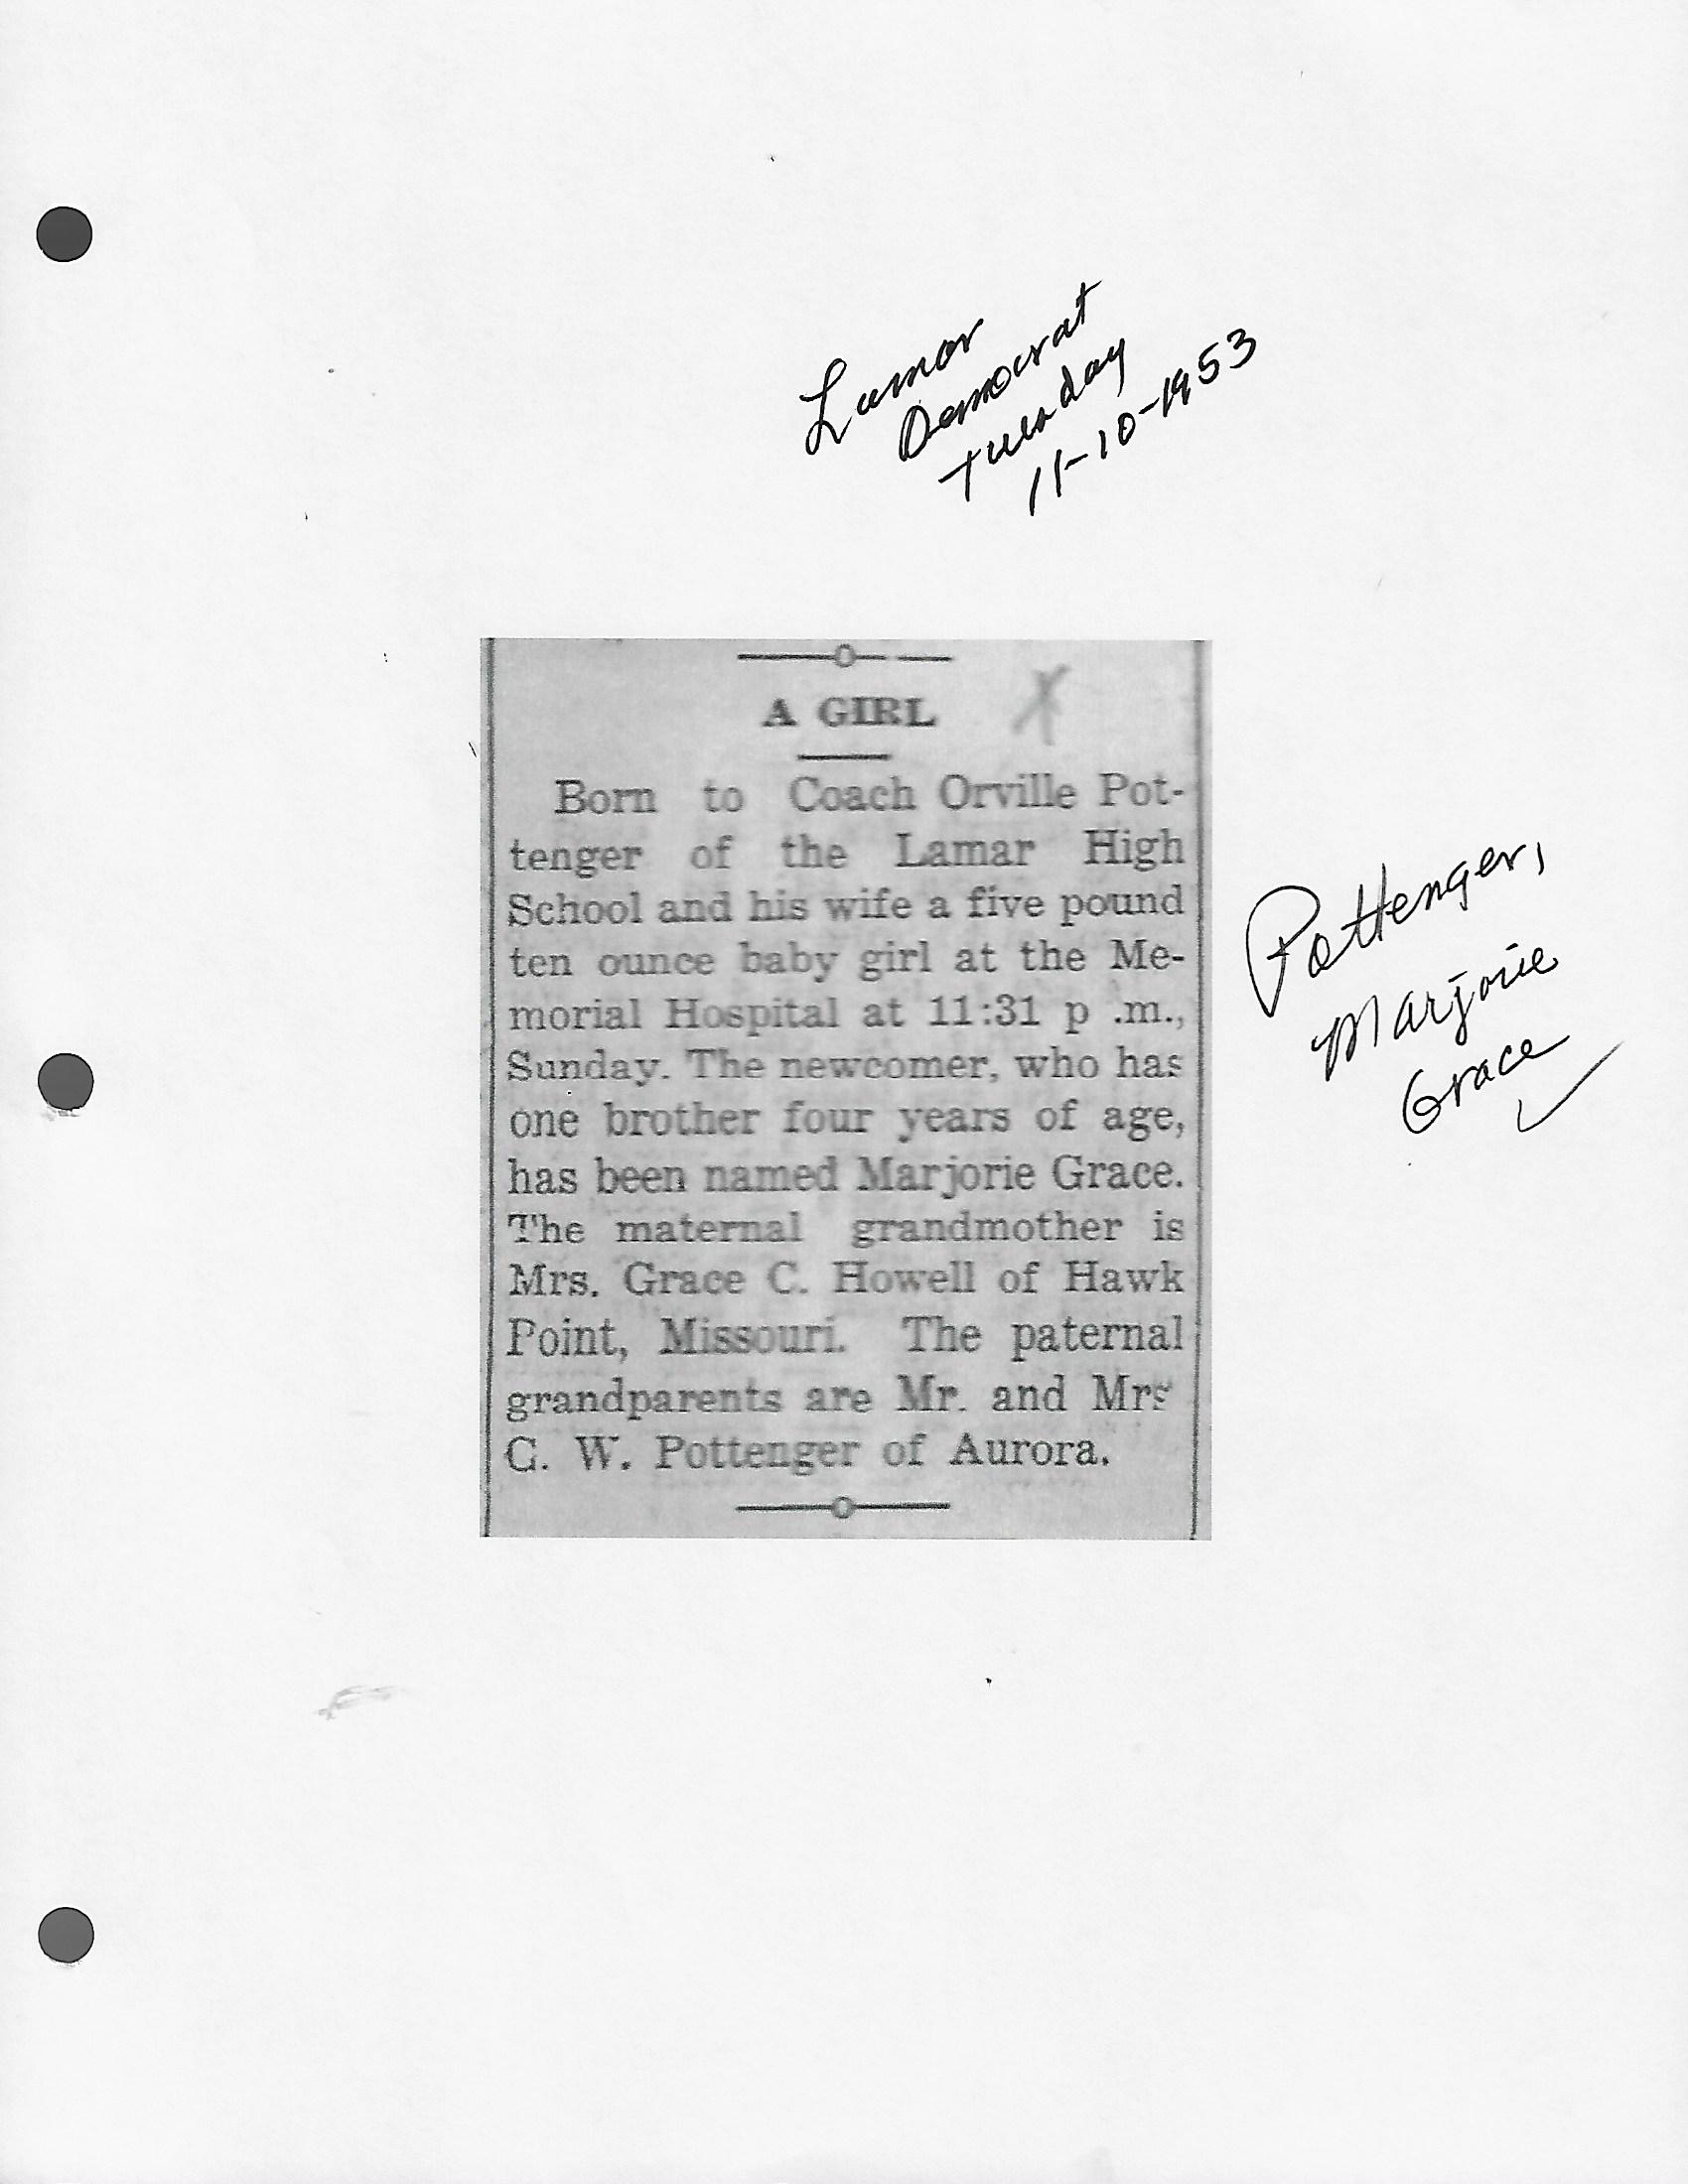 Lamar
Democrat
Tuesday
11-10-1953
A GIRL
Born to Coach Orville Pot-
tenger of the Lamar High
School and his wife a five pound
ten ounce baby girl at the Me-
morial Hospital at 11:31 p .m.,
Sunday. The newcomer, who has
one brother four years of age,
has been named Marjorie Grace.
The maternal grandmother is
Mrs. Grace C. Howell of Hawk
Point, Missouri. The paternal
grandparents are Mr. and Mrs
G. W. Pottenger of Aurora.
Pottenger,
Marjorie
Grace